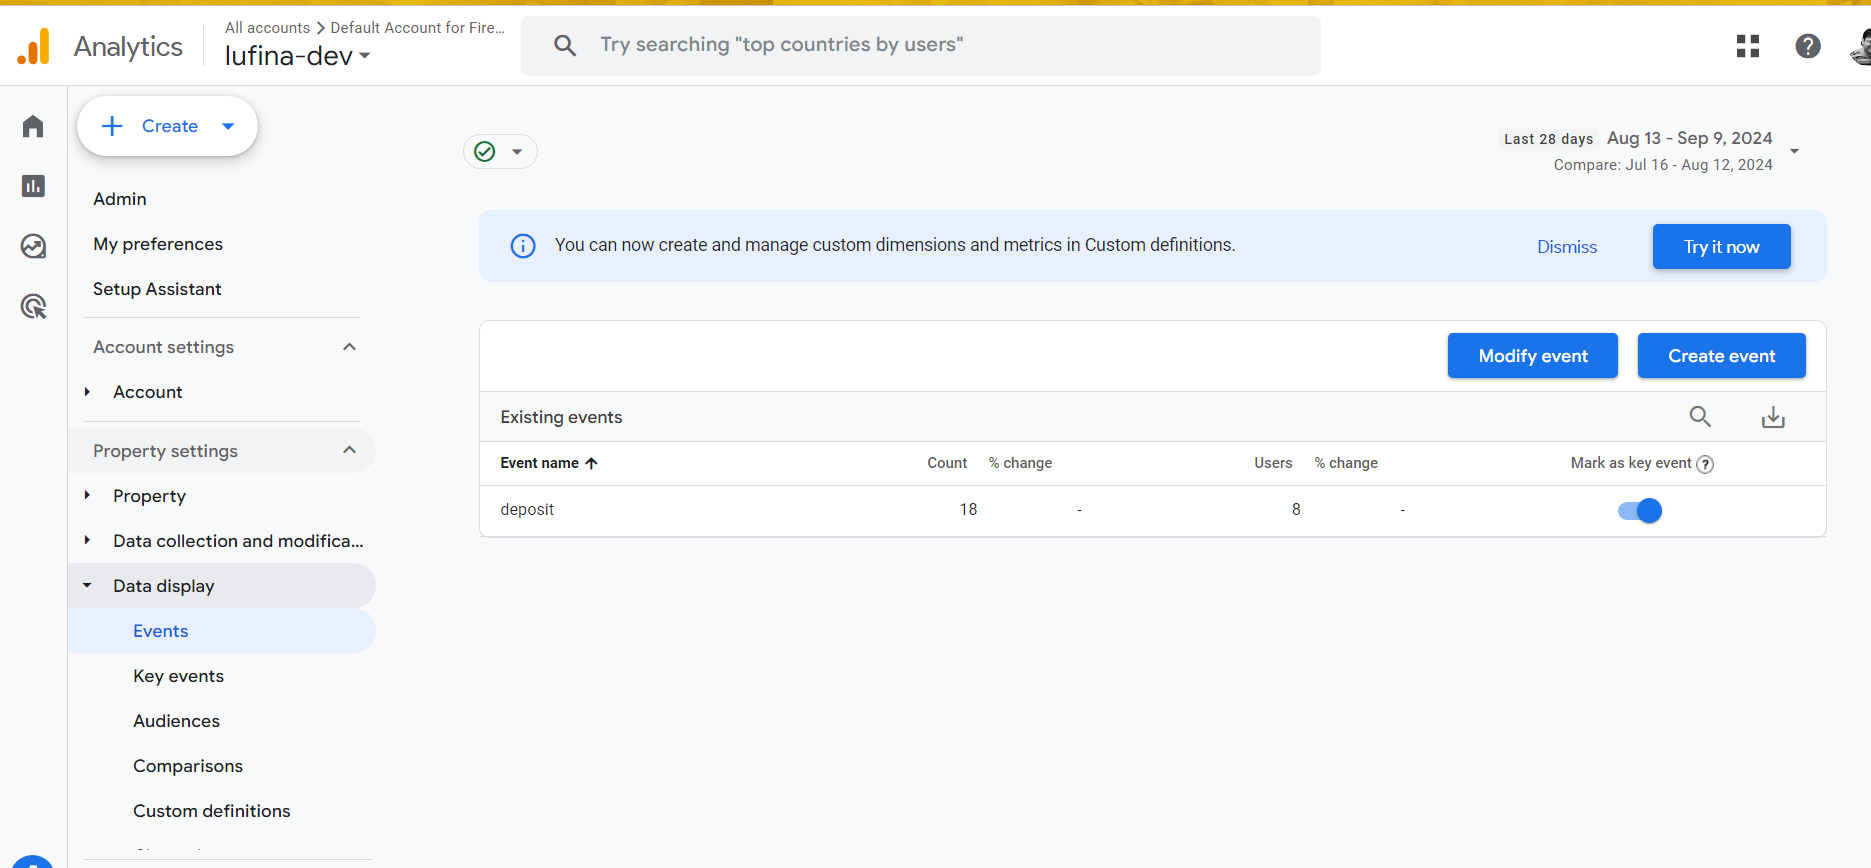 Analytics
All accounts > Default Account for Fire...
lufina-dev
Try searching "top countries by users"
Create
Admin
My preferences
Setup Assistant
Account settings
Account
Property settings
Property
Data collection and modifica...
Data display
Events
Key events
Audiences
Comparisons
Custom definitions
Last 28 days Aug 13 - Sep 9, 2024
Compare: Jul 16 - Aug 12, 2024
You can now create and manage custom dimensions and metrics in Custom definitions.
Dismiss
Try it now
Modify event
Create event
Existing events
Event name Count % change Users % change Mark as key event
deposit 18 - 8 -